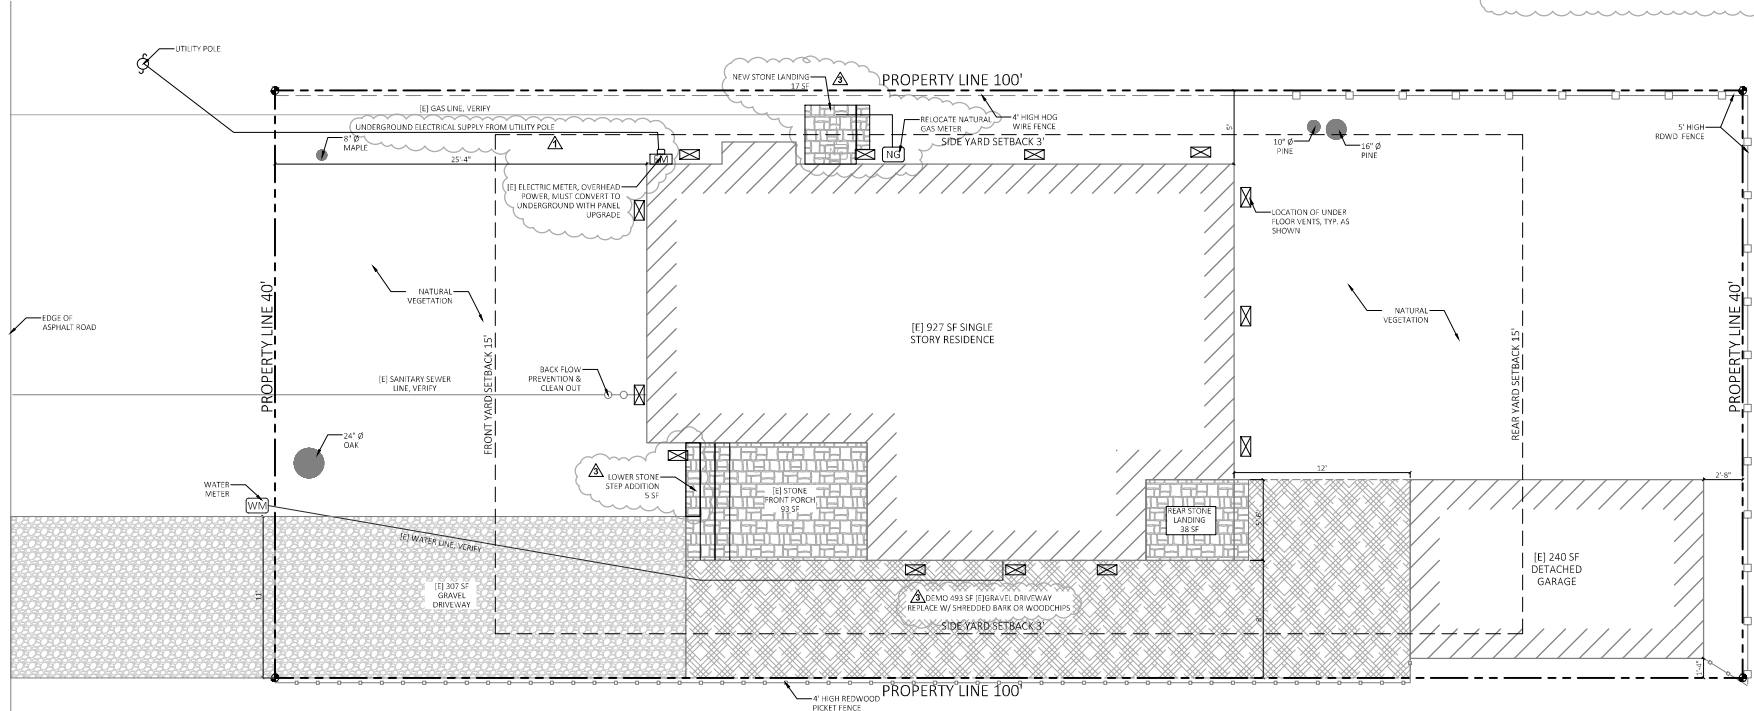 UTILITY POLE
NEW STONE LANDING
17 SF
3
PROPERTY LINE 100'
[E] GAS LINE, VERIFY
UNDERGROUND ELECTRICAL SUPPLY FROM UTILITY POLE
1
8" Ø
MAPLE
25'-4"
EM
[E] ELECTRIC METER, OVERHEAD
POWER, MUST CONVERT TO
UNDERGROUND WITH PANEL
UPGRADE
RELOCATE NATURAL
GAS METER
NG
4' HIGH HOG
WIRE FENCE
SIDE YARD SETBACK 3'
5'
10" Ø
PINE
16" Ø
PINE
5' HIGH
RDWD FENCE
LOCATION OF UNDER
FLOOR VENTS, TYP. AS
SHOWN
EDGE OF
ASPHALT ROAD
PROPERTY LINE 40'
NATURAL
VEGETATION
FRONT YARD SETBACK 15'
[E] 927 SF SINGLE
STORY RESIDENCE
NATURAL
VEGETATION
REAR YARD SETBACK 15'
PROPERTY LINE 40'
[E] SANITARY SEWER
LINE, VERIFY
BACK FLOW
PREVENTION &
CLEAN OUT
24" Ø
OAK
WATER
METER
WM
3
LOWER STONE
STEP ADDITION
5 SF
[E] STONE
FRONT PORCH
93 SF
REAR STONE
LANDING
38 SF
12'
5'-6"
2'-8"
[E] WATER LINE, VERIFY
[E] 307 SF
GRAVEL
DRIVEWAY
11'
3
DEMO 493 SF [E]GRAVEL DRIVEWAY
REPLACE W/ SHREDDED BARK OR WOODCHIPS
SIDE YARD SETBACK 3'
8'
[E] 240 SF
DETACHED
GARAGE
1'-4"
4' HIGH REDWOOD
PICKET FENCE
PROPERTY LINE 100'